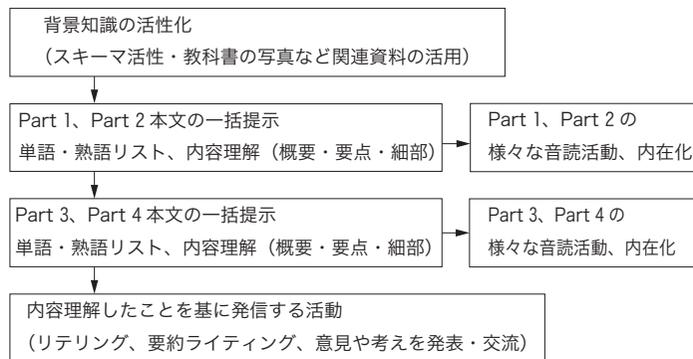 背景知識の活性化
（スキーマ活性・教科書の写真など関連資料の活用）
Part 1、Part 2 本文の一括提示
単語・熟語リスト、内容理解（概要・要点・細部）
Part 1、Part 2 の
様々な音読活動、内在化
Part 3、Part 4 本文の一括提示
単語・熟語リスト、内容理解（概要・要点・細部）
Part 3、Part 4 の
様々な音読活動、内在化
内容理解したことを基に発信する活動
（リテリング、要約ライティング、意見や考えを発表・交流）